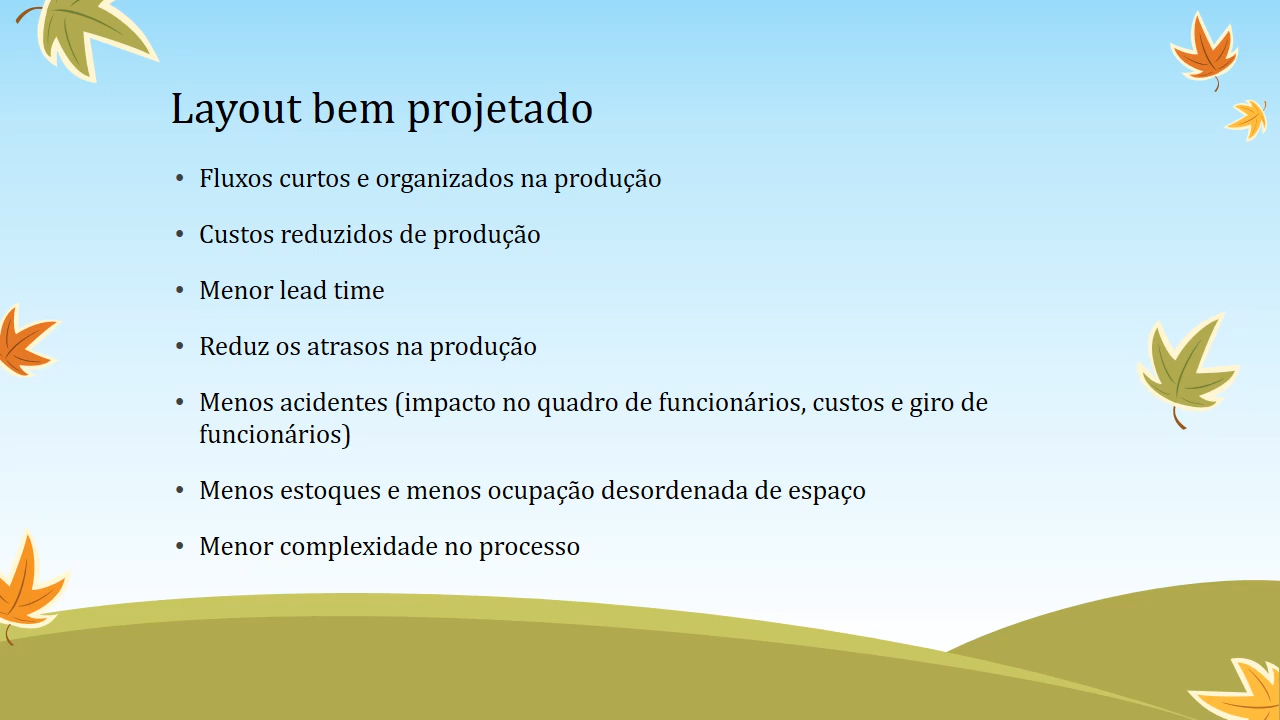 Layout bem projetado
• Fluxos curtos e organizados na produção
• Custos reduzidos de produção
• Menor lead time
• Reduz os atrasos na produção
• Menos acidentes (impacto no quadro de funcionários, custos e giro de
funcionários)
• Menos estoques e menos ocupação desordenada de espaço
• Menor complexidade no processo